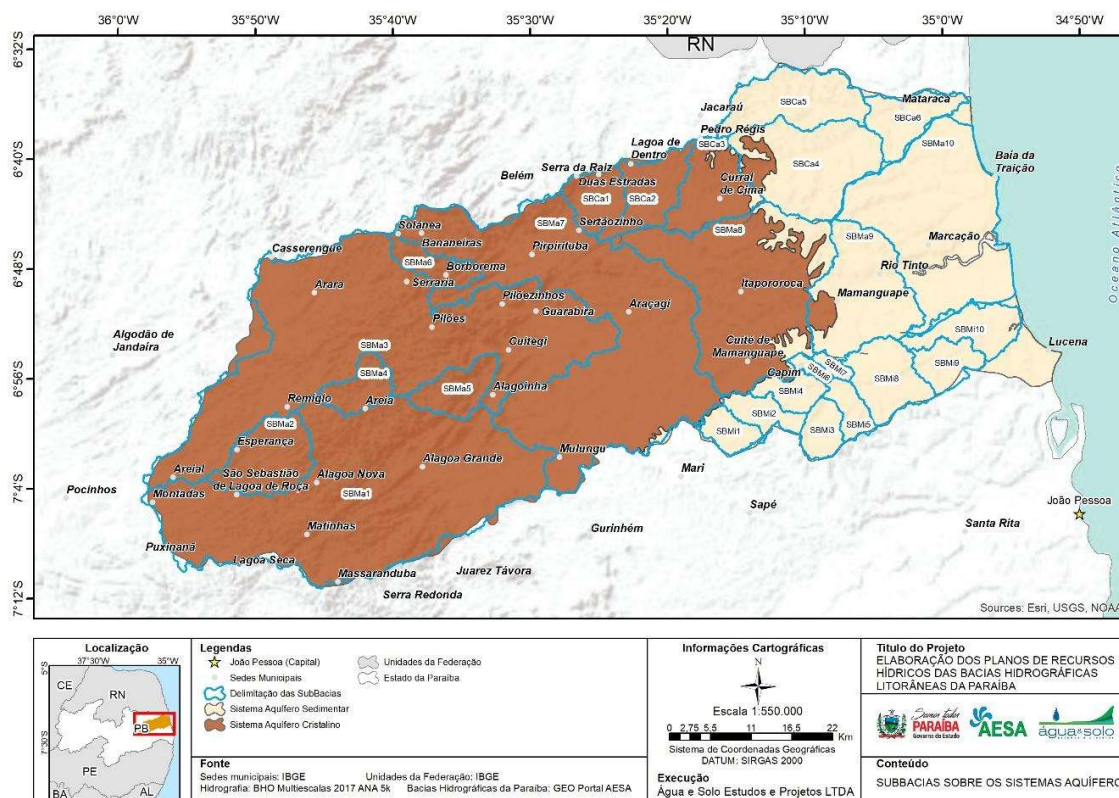 36°0'O 35°50'O 35°40'O 35°30'O 35°20'O 35°10'O 35°0'O 34°50'O
6°32'S
RN
Jacaraú
SBCa5
Mataraca
SBCa6
Pedro Régis
SBMa10
6°40'S
Lagoa de
Dentro
SBCa3
SBCa4
Baía da
Traição
Serra da Raiz
Belém
Duas Estradas
Curral
de Cima
SBCa1
SBCa2
Solânea
SBMa7
Sertãozinho
SBMa8
SBMa9
Marcação
Casserengue
Bananeiras
Pirpirituba
6°48'S
SBMa6
Borborema
Rio Tinto
Oceano Atlântico
Arara
Serraria
Itapororoca
Mamanguape
Pilõezinhos
Guarabira
Araçagi
Pilões
Algodão de
Jandaíra
Cuitegi
Cuité de
Mamanguape
SBMi10
Lucena
SBMa3
6°56'S
SBMa4
SBMa5
Alagoinha
Capim
SBMi6
SBMi7
SBMi9
SBMi8
Remígio
Areia
SBMi4
SBMa2
SBMi2
Esperança
SBMi1
SBMi3
SBMi5
Areial
São Sebastião
de Lagoa de Roça
Alagoa Nova
Alagoa Grande
Mulungu
Mari
7°4'S
Pocinhos
Montadas
SBMa1
Sapé
João Pessoa
Matinhas
Gurinhém
Santa Rita
Puxinanã
Lagoa Seca
Massaranduba
Juarez Távora
Serra Redonda
7°12'S
Sources: Esri, USGS, NOAA
Localização
37°30'O 35°W
5°S
CE
RN
PB
7°30'S
PE
BA
AL
Legendas
João Pessoa (Capital)
Sedes Municipais
Delimitação das SubBacias
Sistema Aquífero Sedimentar
Sistema Aquífero Cristalino
Unidades da Federação
Estado da Paraíba
Fonte
Sedes municipais: IBGE Unidades da Federação: IBGE
Hidrografia: BHO Multiescalas 2017 ANA 5k Bacias Hidrográficas da Paraíba: GEO Portal AESA
Informações Cartográficas
N
Escala 1:550.000
0 2,75 5,5 11 16,5 22
Km
Sistema de Coordenadas Geográficas
DATUM: SIRGAS 2000
Execução
Água e Solo Estudos e Projetos LTDA
Título do Projeto
ELABORAÇÃO DOS PLANOS DE RECURSOS
HÍDRICOS DAS BACIAS HIDROGRÁFICAS
LITORÂNEAS DA PARAÍBA
Somos todos
PARAÍBA
Governo do Estado
AESA
água&solo
Conteúdo
SUBBACIAS SOBRE OS SISTEMAS AQUÍFERO